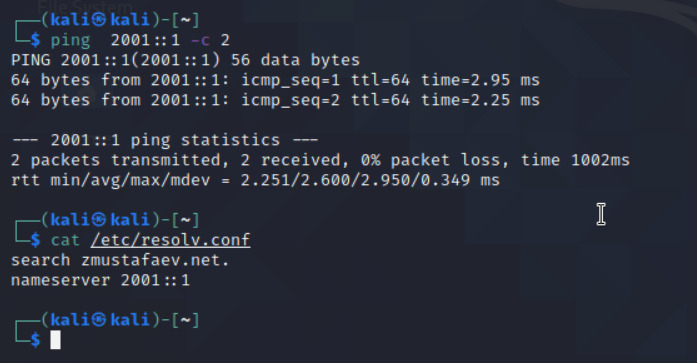 File System
┌──(kali㉿kali)-[~]
└─$ ping  2001::1 -c 2
PING 2001::1(2001::1) 56 data bytes
64 bytes from 2001::1: icmp_seq=1 ttl=64 time=2.95 ms
64 bytes from 2001::1: icmp_seq=2 ttl=64 time=2.25 ms
--- 2001::1 ping statistics ---
2 packets transmitted, 2 received, 0% packet loss, time 1002ms
rtt min/avg/max/mdev = 2.251/2.600/2.950/0.349 ms
┌──(kali㉿kali)-[~]
└─$ cat /etc/resolv.conf
search zmustafaev.net.
nameserver 2001::1
┌──(kali㉿kali)-[~]
└─$